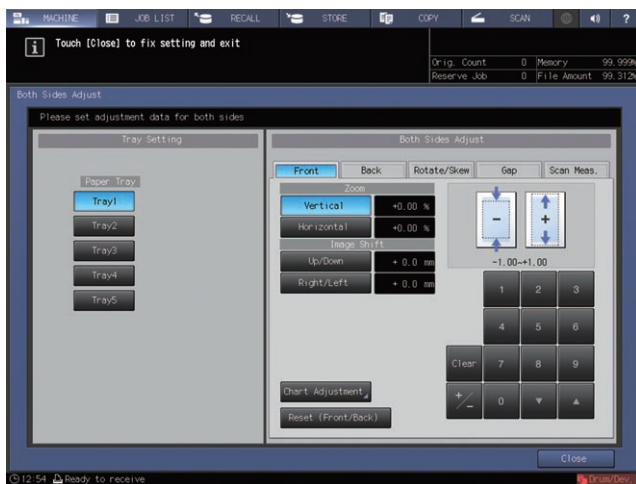 MACHINE JOB LIST RECALL STORE COPY SCAN ?
i Touch [Close] to fix setting and exit
Orig. Count 0 Memory 99.999%
Reserve Job 0 File Amount 99.312%
Both Sides Adjust
Please set adjustment data for both sides
Tray Setting
Paper Tray
Tray1
Tray2
Tray3
Tray4
Tray5
Both Sides Adjust
Front Back Rotate/Skew Gap Scan Meas.
Zoom
Vertical +0.00 %
Horizontal +0.00 %
Image Shift
Up/Down + 0.0 mm
Right/Left + 0.0 mm
- +
-1.00~+1.00
1 2 3
4 5 6
Clear 7 8 9
+/- 0 ▼ ▲
Chart Adjustment
Reset (Front/Back)
Close
12:54 Ready to receive Drum/Dev.